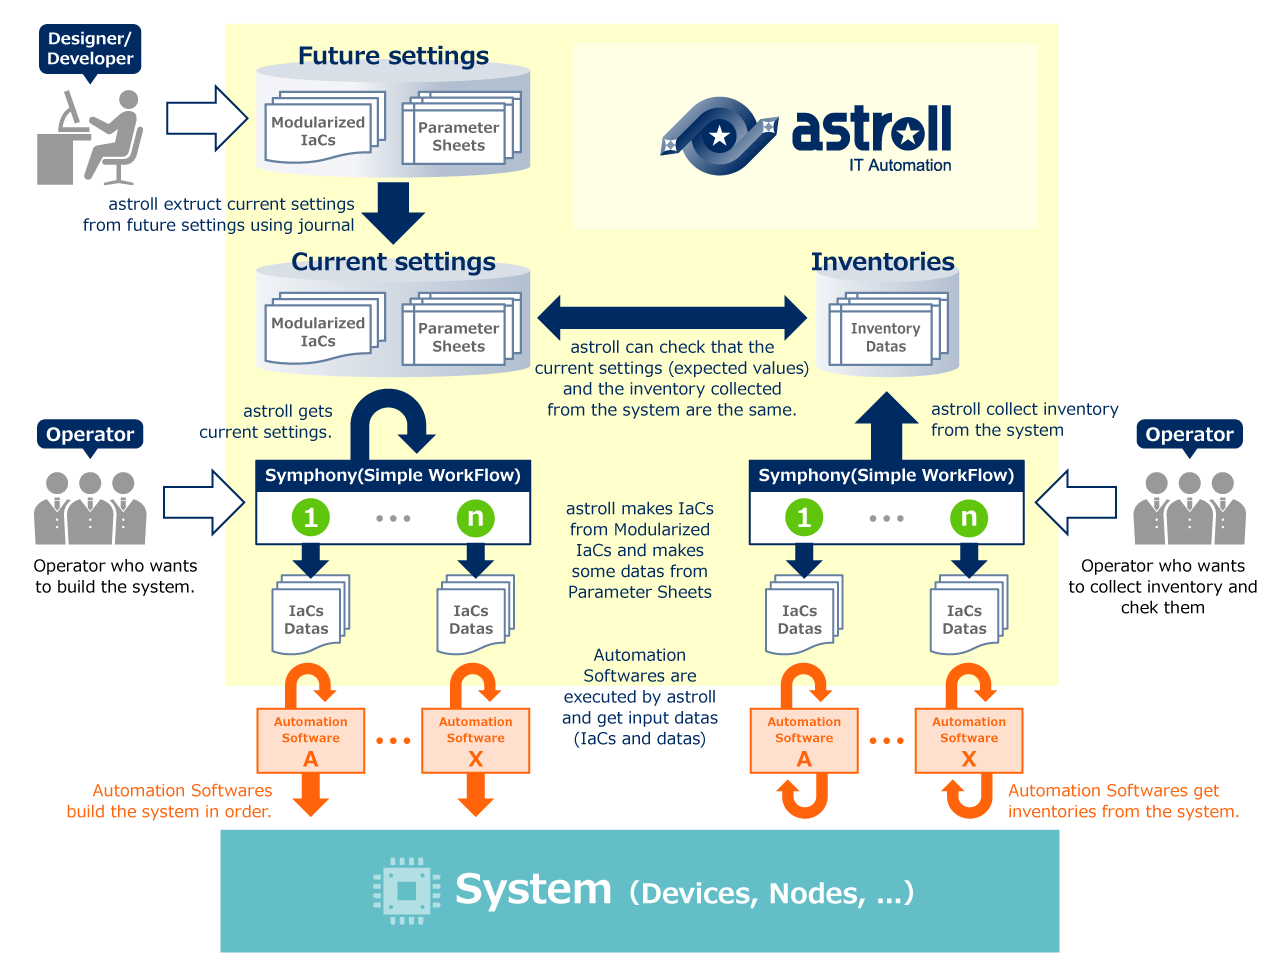 Designer/
Developer
Future settings
Modularized
IaCs
Parameter
Sheets
astroll
IT Automation
astroll extruct current settings
from future settings using journal
Current settings
Modularized
IaCs
Parameter
Sheets
Inventories
Inventory
Datas
astroll can check that the
current settings (expected values)
and the inventory collected
from the system are the same.
astroll gets
current settings.
astroll collect inventory
from the system
Operator
Operator who wants
to build the system.
Symphony(Simple WorkFlow)
1
...
n
astroll makes IaCs
from Modularized
IaCs and makes
some datas from
Parameter Sheets
Symphony(Simple WorkFlow)
1
...
n
Operator
Operator who wants
to collect inventory and
chek them
IaCs
Datas
IaCs
Datas
IaCs
Datas
IaCs
Datas
Automation
Softwares are
executed by astroll
and get input datas
(IaCs and datas)
Automation
Software
A
...
Automation
Software
X
Automation
Software
A
...
Automation
Software
X
Automation Softwares
build the system in order.
Automation Softwares get
inventories from the system.
System（Devices, Nodes, ...）